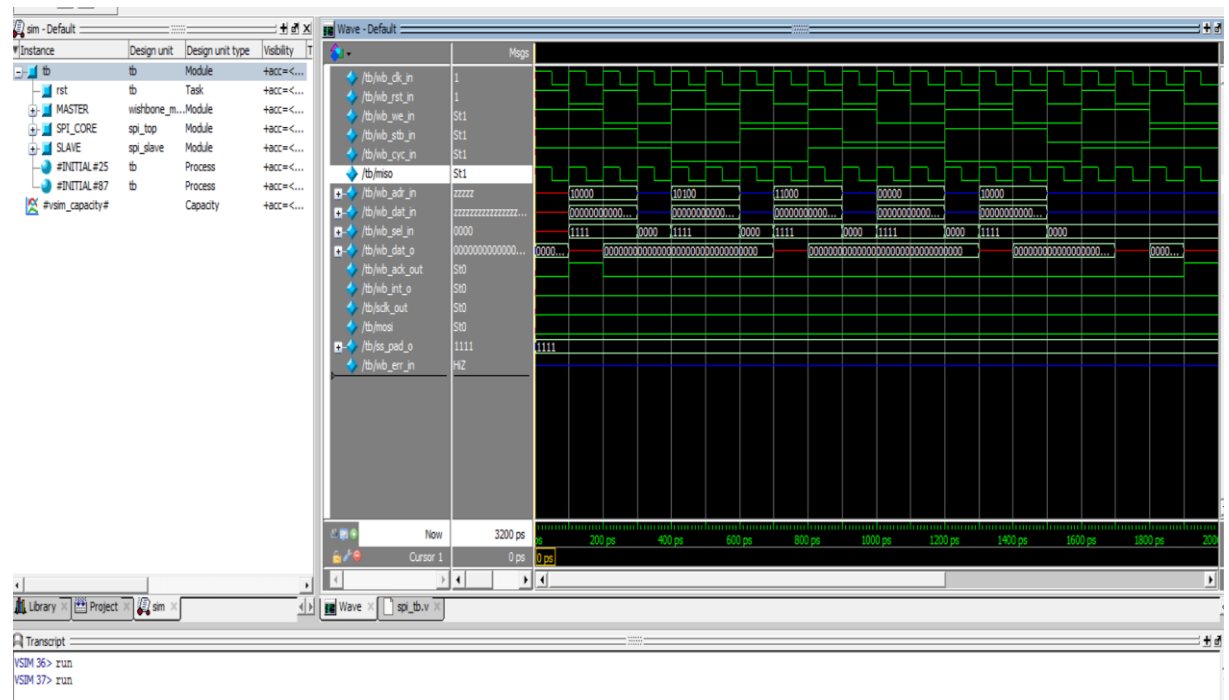 sim - Default
Wave - Default
Instance Design unit Design unit type Visibility T
Msgs
tb tb Module +acc=<...
rst tb Task +acc=<...
MASTER wishbone_m... Module +acc=<...
SPI_CORE spi_top Module +acc=<...
SLAVE spi_slave Module +acc=<...
#INITIAL#25 tb Process +acc=<...
#INITIAL#87 tb Process +acc=<...
#vsim_capacity# Capacity +acc=<...
/tb/wb_clk_in 1
/tb/wb_rst_in 1
/tb/wb_we_in St1
/tb/wb_stb_in St1
/tb/wb_cyc_in St1
/tb/miso St1
/tb/wb_adr_in zzzzz 10000 10100 11000 00000 10000
/tb/wb_dat_in zzzzzzzzzzzzzzzz... 00000000000... 00000000000... 00000000000... 00000000000... 00000000000...
/tb/wb_sel_in 0000 1111 0000 1111 0000 1111 0000 1111 0000 1111 0000
/tb/wb_dat_o 0000000000000... 0000... 00000000000000000000000000000000 00000000000000000000000000000000 0000000000000000000... 0000...
/tb/wb_ack_out St0
/tb/wb_int_o St0
/tb/sclk_out St0
/tb/mosi St0
/tb/ss_pad_o 1111 1111
/tb/wb_err_in HiZ
Now 3200 ps
200 ps 400 ps 600 ps 800 ps 1000 ps 1200 ps 1400 ps 1600 ps 1800 ps
Cursor 1 0 ps 0 ps
Library Project sim
Wave spi_tb.v
Transcript
VSIM 36> run
VSIM 37> run